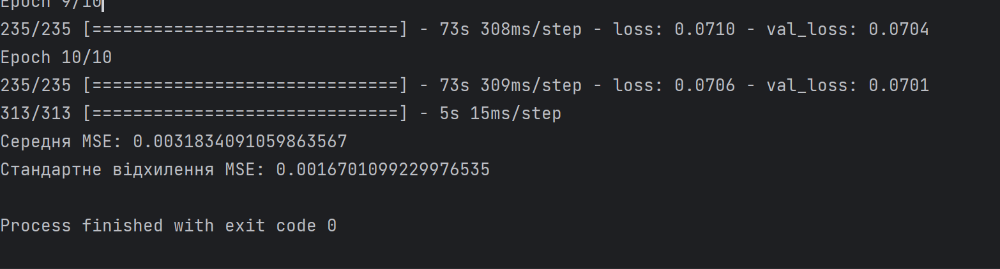 Epoch 9/10
235/235 [==============================] - 73s 308ms/step - loss: 0.0710 - val_loss: 0.0704
Epoch 10/10
235/235 [==============================] - 73s 309ms/step - loss: 0.0706 - val_loss: 0.0701
313/313 [==============================] - 5s 15ms/step
Середня MSE: 0.0031834091059863567
Стандартне відхилення MSE: 0.0016701099229976535
Process finished with exit code 0